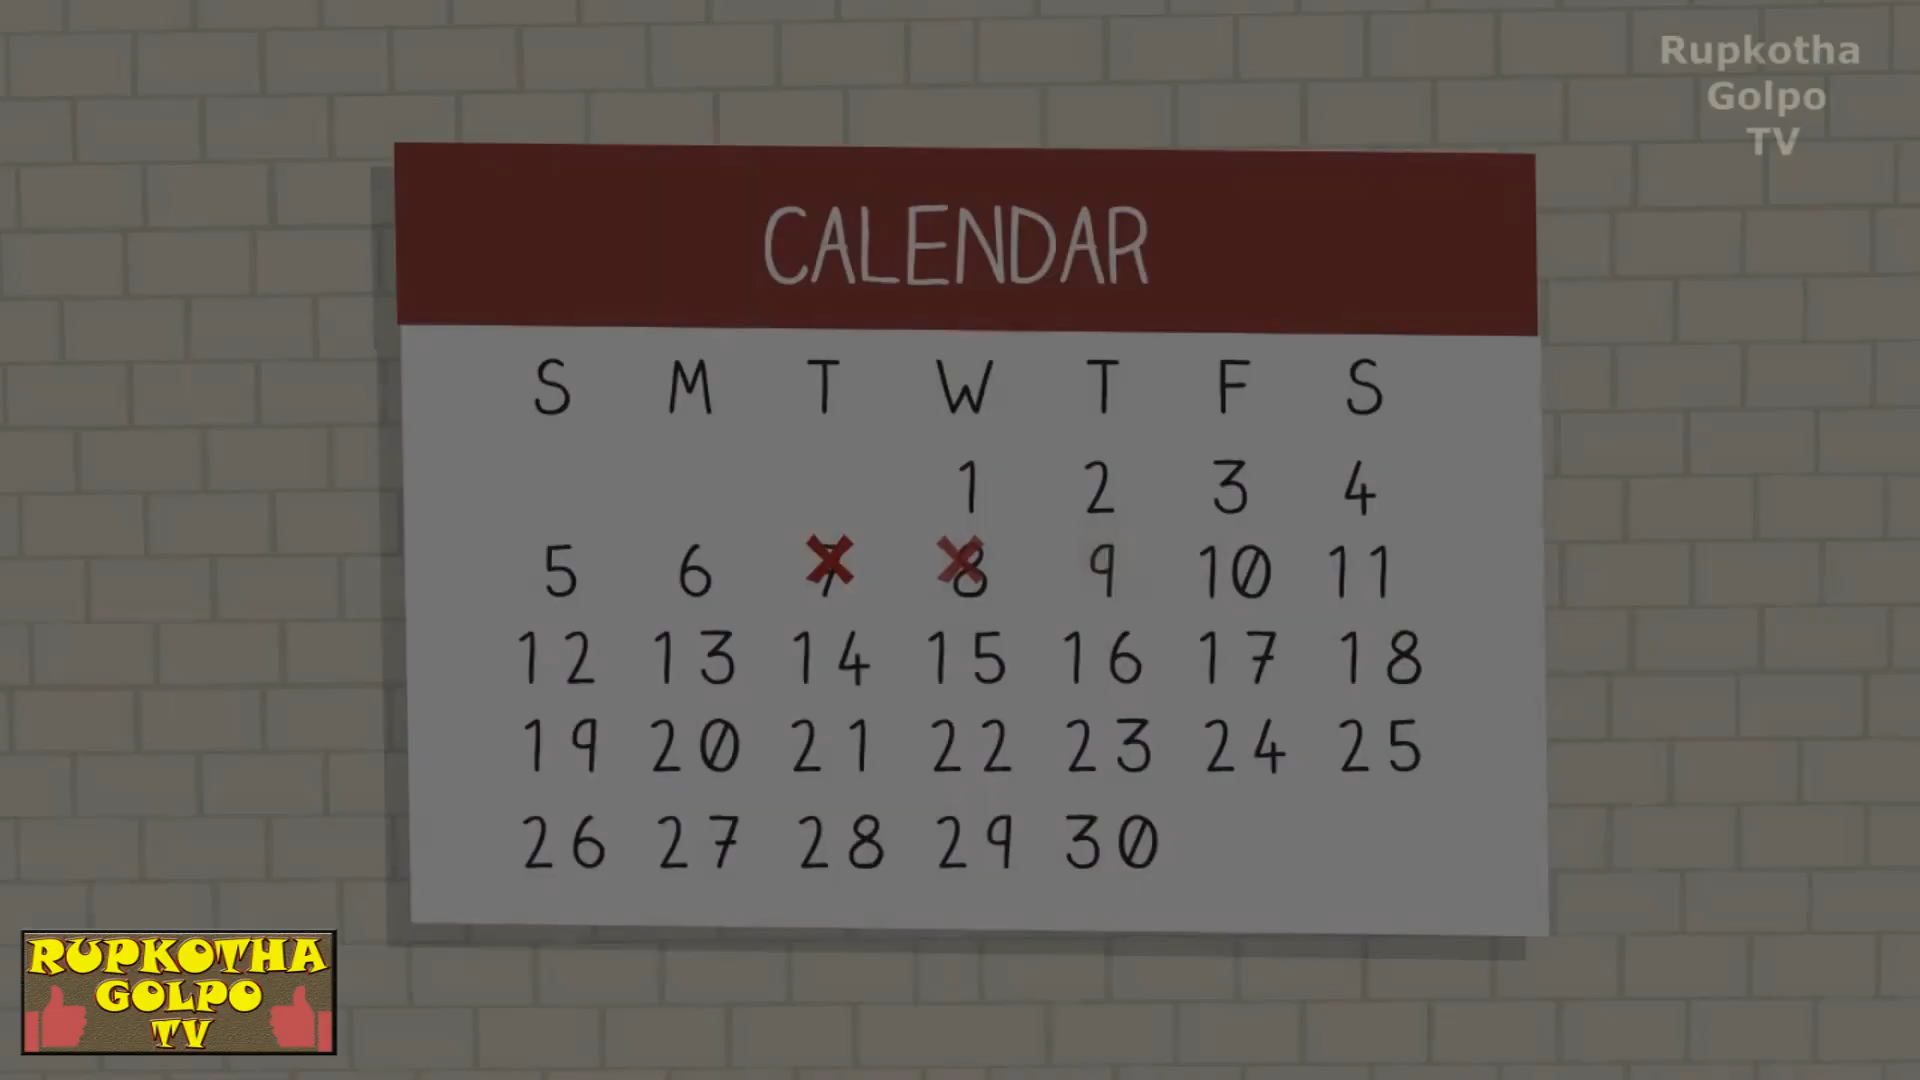 Rupkotha
Golpo
TV
CALENDAR
S M T W T F S
1 2 3 4
5 6 7 8 9 10 11
12 13 14 15 16 17 18
19 20 21 22 23 24 25
26 27 28 29 30
RUPKOTHA
GOLPO
TV